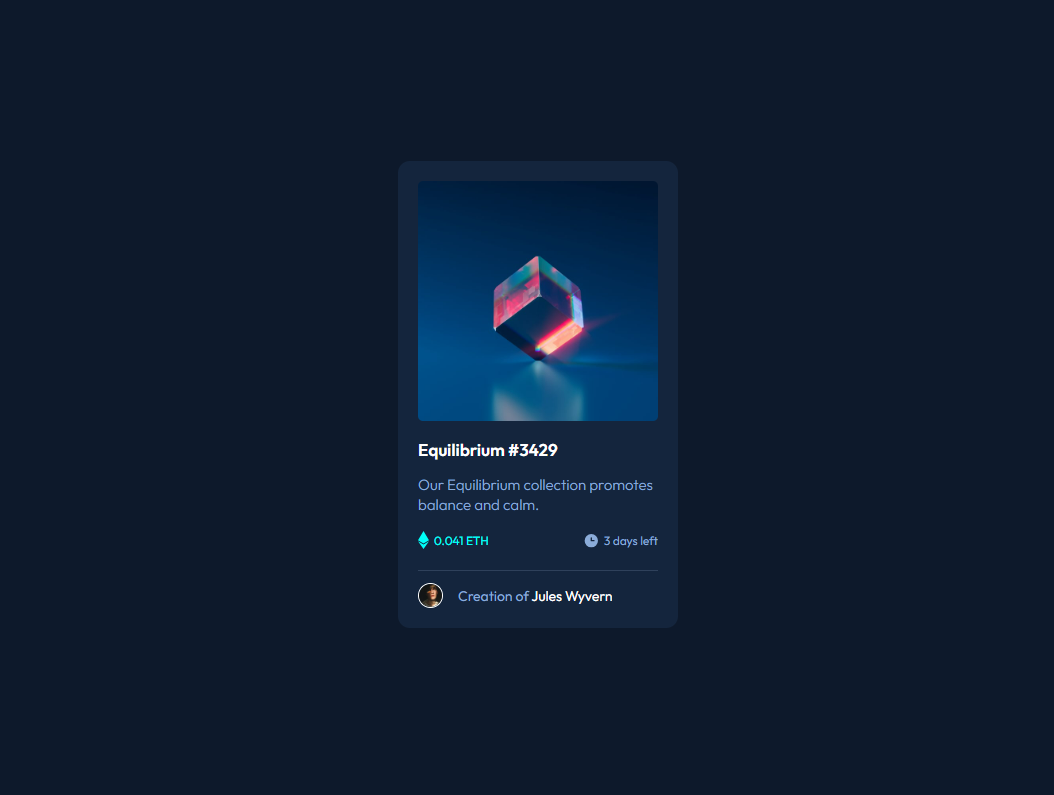 Equilibrium #3429
Our Equilibrium collection promotes
balance and calm.
0.041 ETH 3 days left
Creation of Jules Wyvern